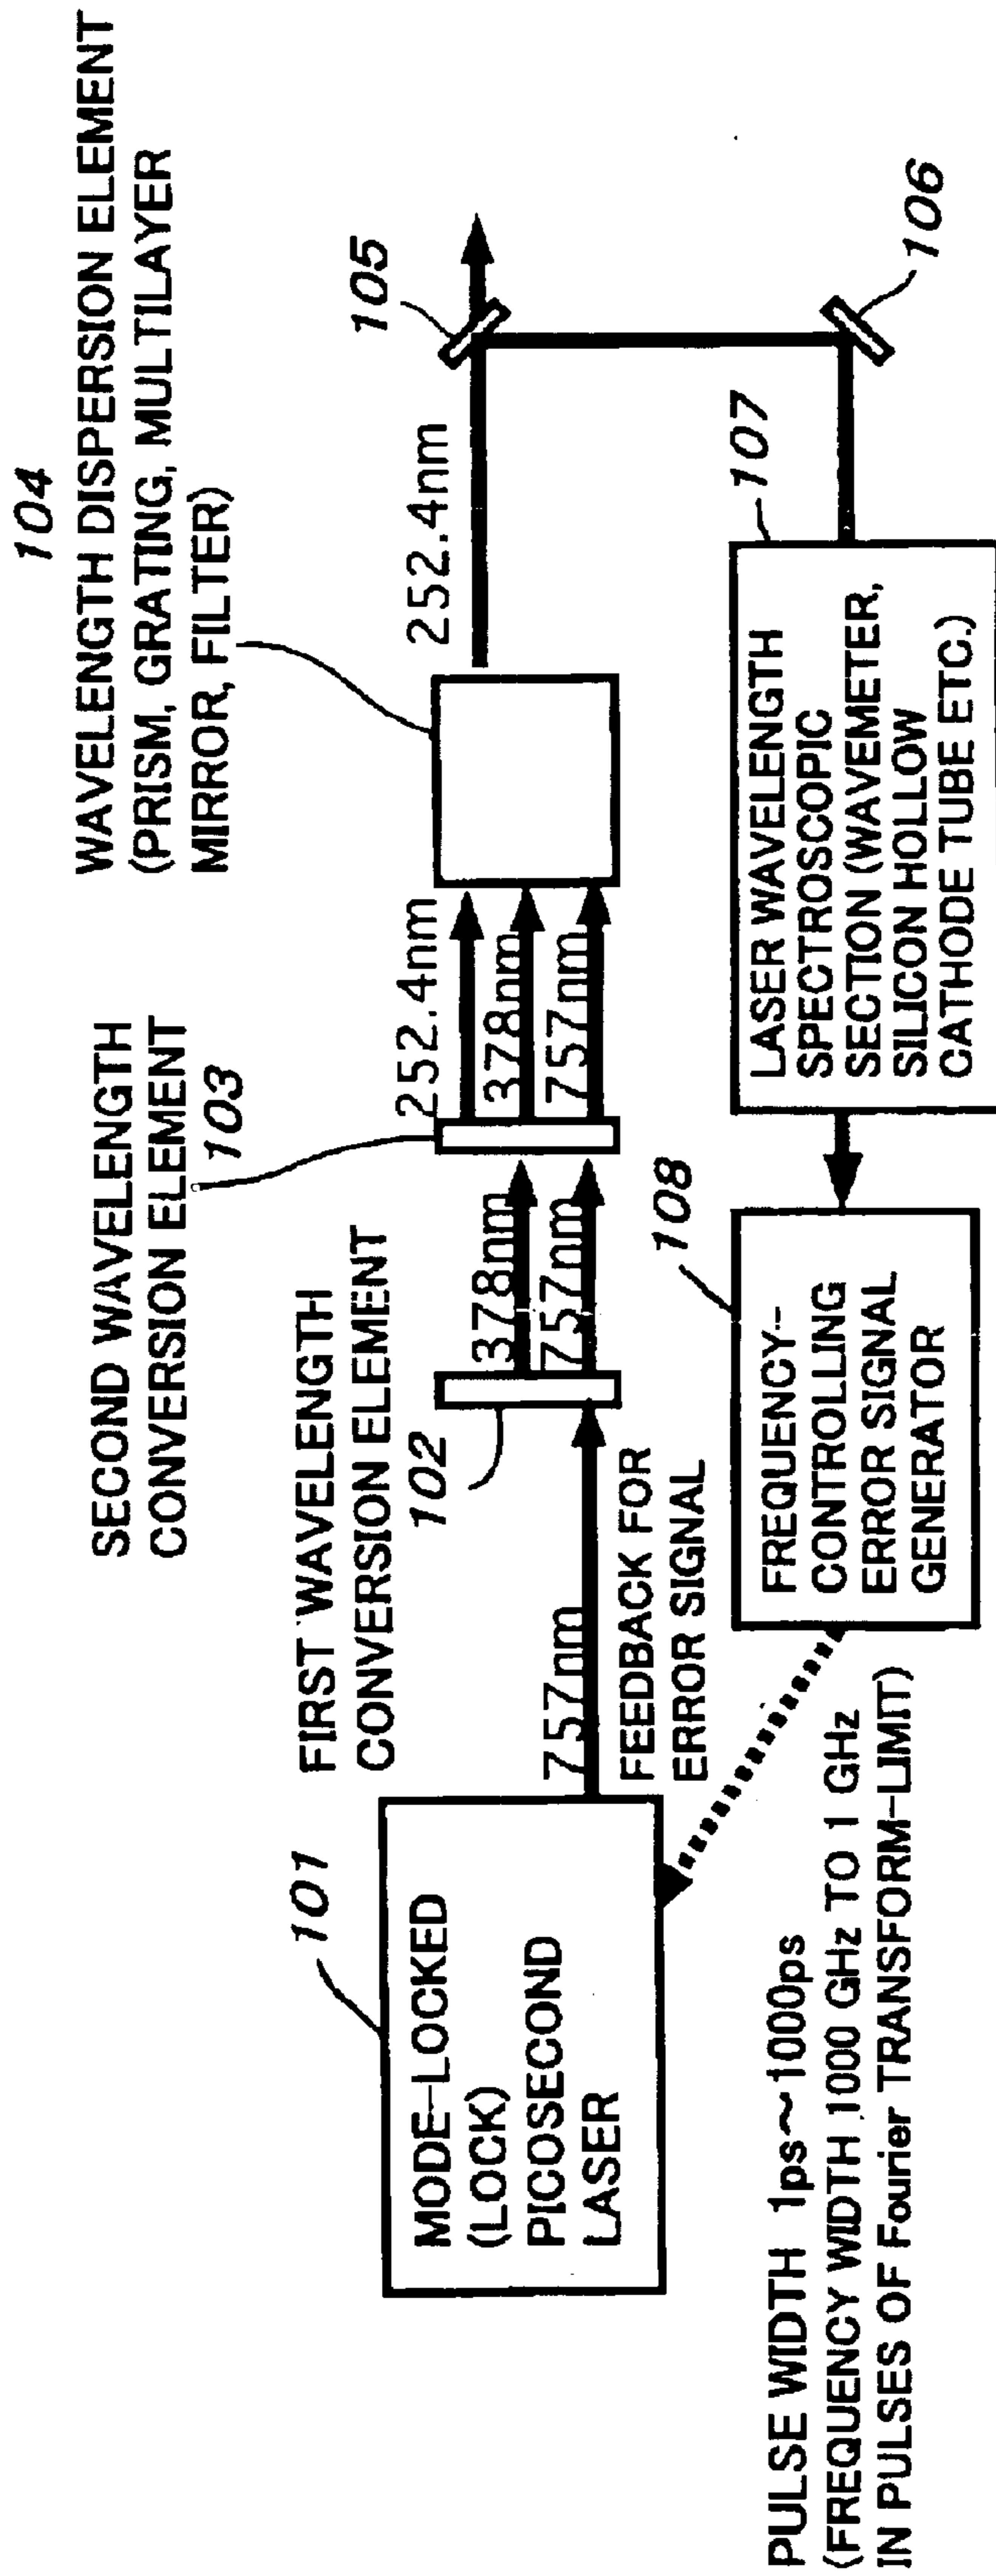 104
WAVELENGTH DISPERSION ELEMENT
(PRISM, GRATING, MULTILAYER
MIRROR, FILTER)
SECOND WAVELENGTH
CONVERSION ELEMENT
103
FIRST WAVELENGTH
CONVERSION ELEMENT
102
101
MODE-LOCKED
(LOCK)
PICOSECOND
LASER
757nm
378nm
757nm
252.4nm
378nm
757nm
252.4nm
105
106
FEEDBACK FOR
ERROR SIGNAL
108
FREQUENCY-
CONTROLLING
ERROR SIGNAL
GENERATOR
107
LASER WAVELENGTH
SPECTROSCOPIC
SECTION (WAVEMETER,
SILICON HOLLOW
CATHODE TUBE ETC.)
PULSE WIDTH 1ps~1000ps
(FREQUENCY WIDTH 1000 GHz TO 1 GHz
IN PULSES OF Fourier TRANSFORM-LIMIT)